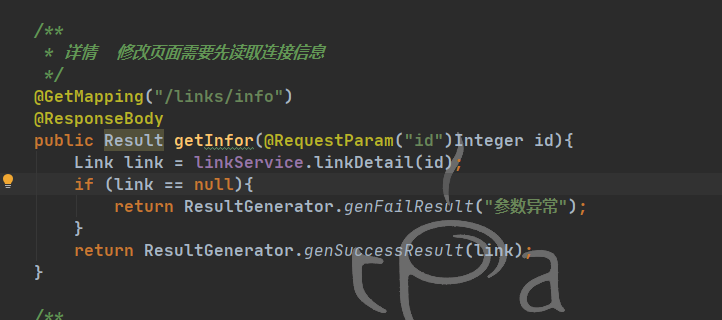 /**
 * 详情  修改页面需要先读取连接信息
 */
@GetMapping("/links/info")
@ResponseBody
public Result getInfor(@RequestParam("id")Integer id){
    Link link = linkService.linkDetail(id);
    if (link == null){
        return ResultGenerator.genFailResult("参数异常");
    }
    return ResultGenerator.genSuccessResult(link);
}
/**